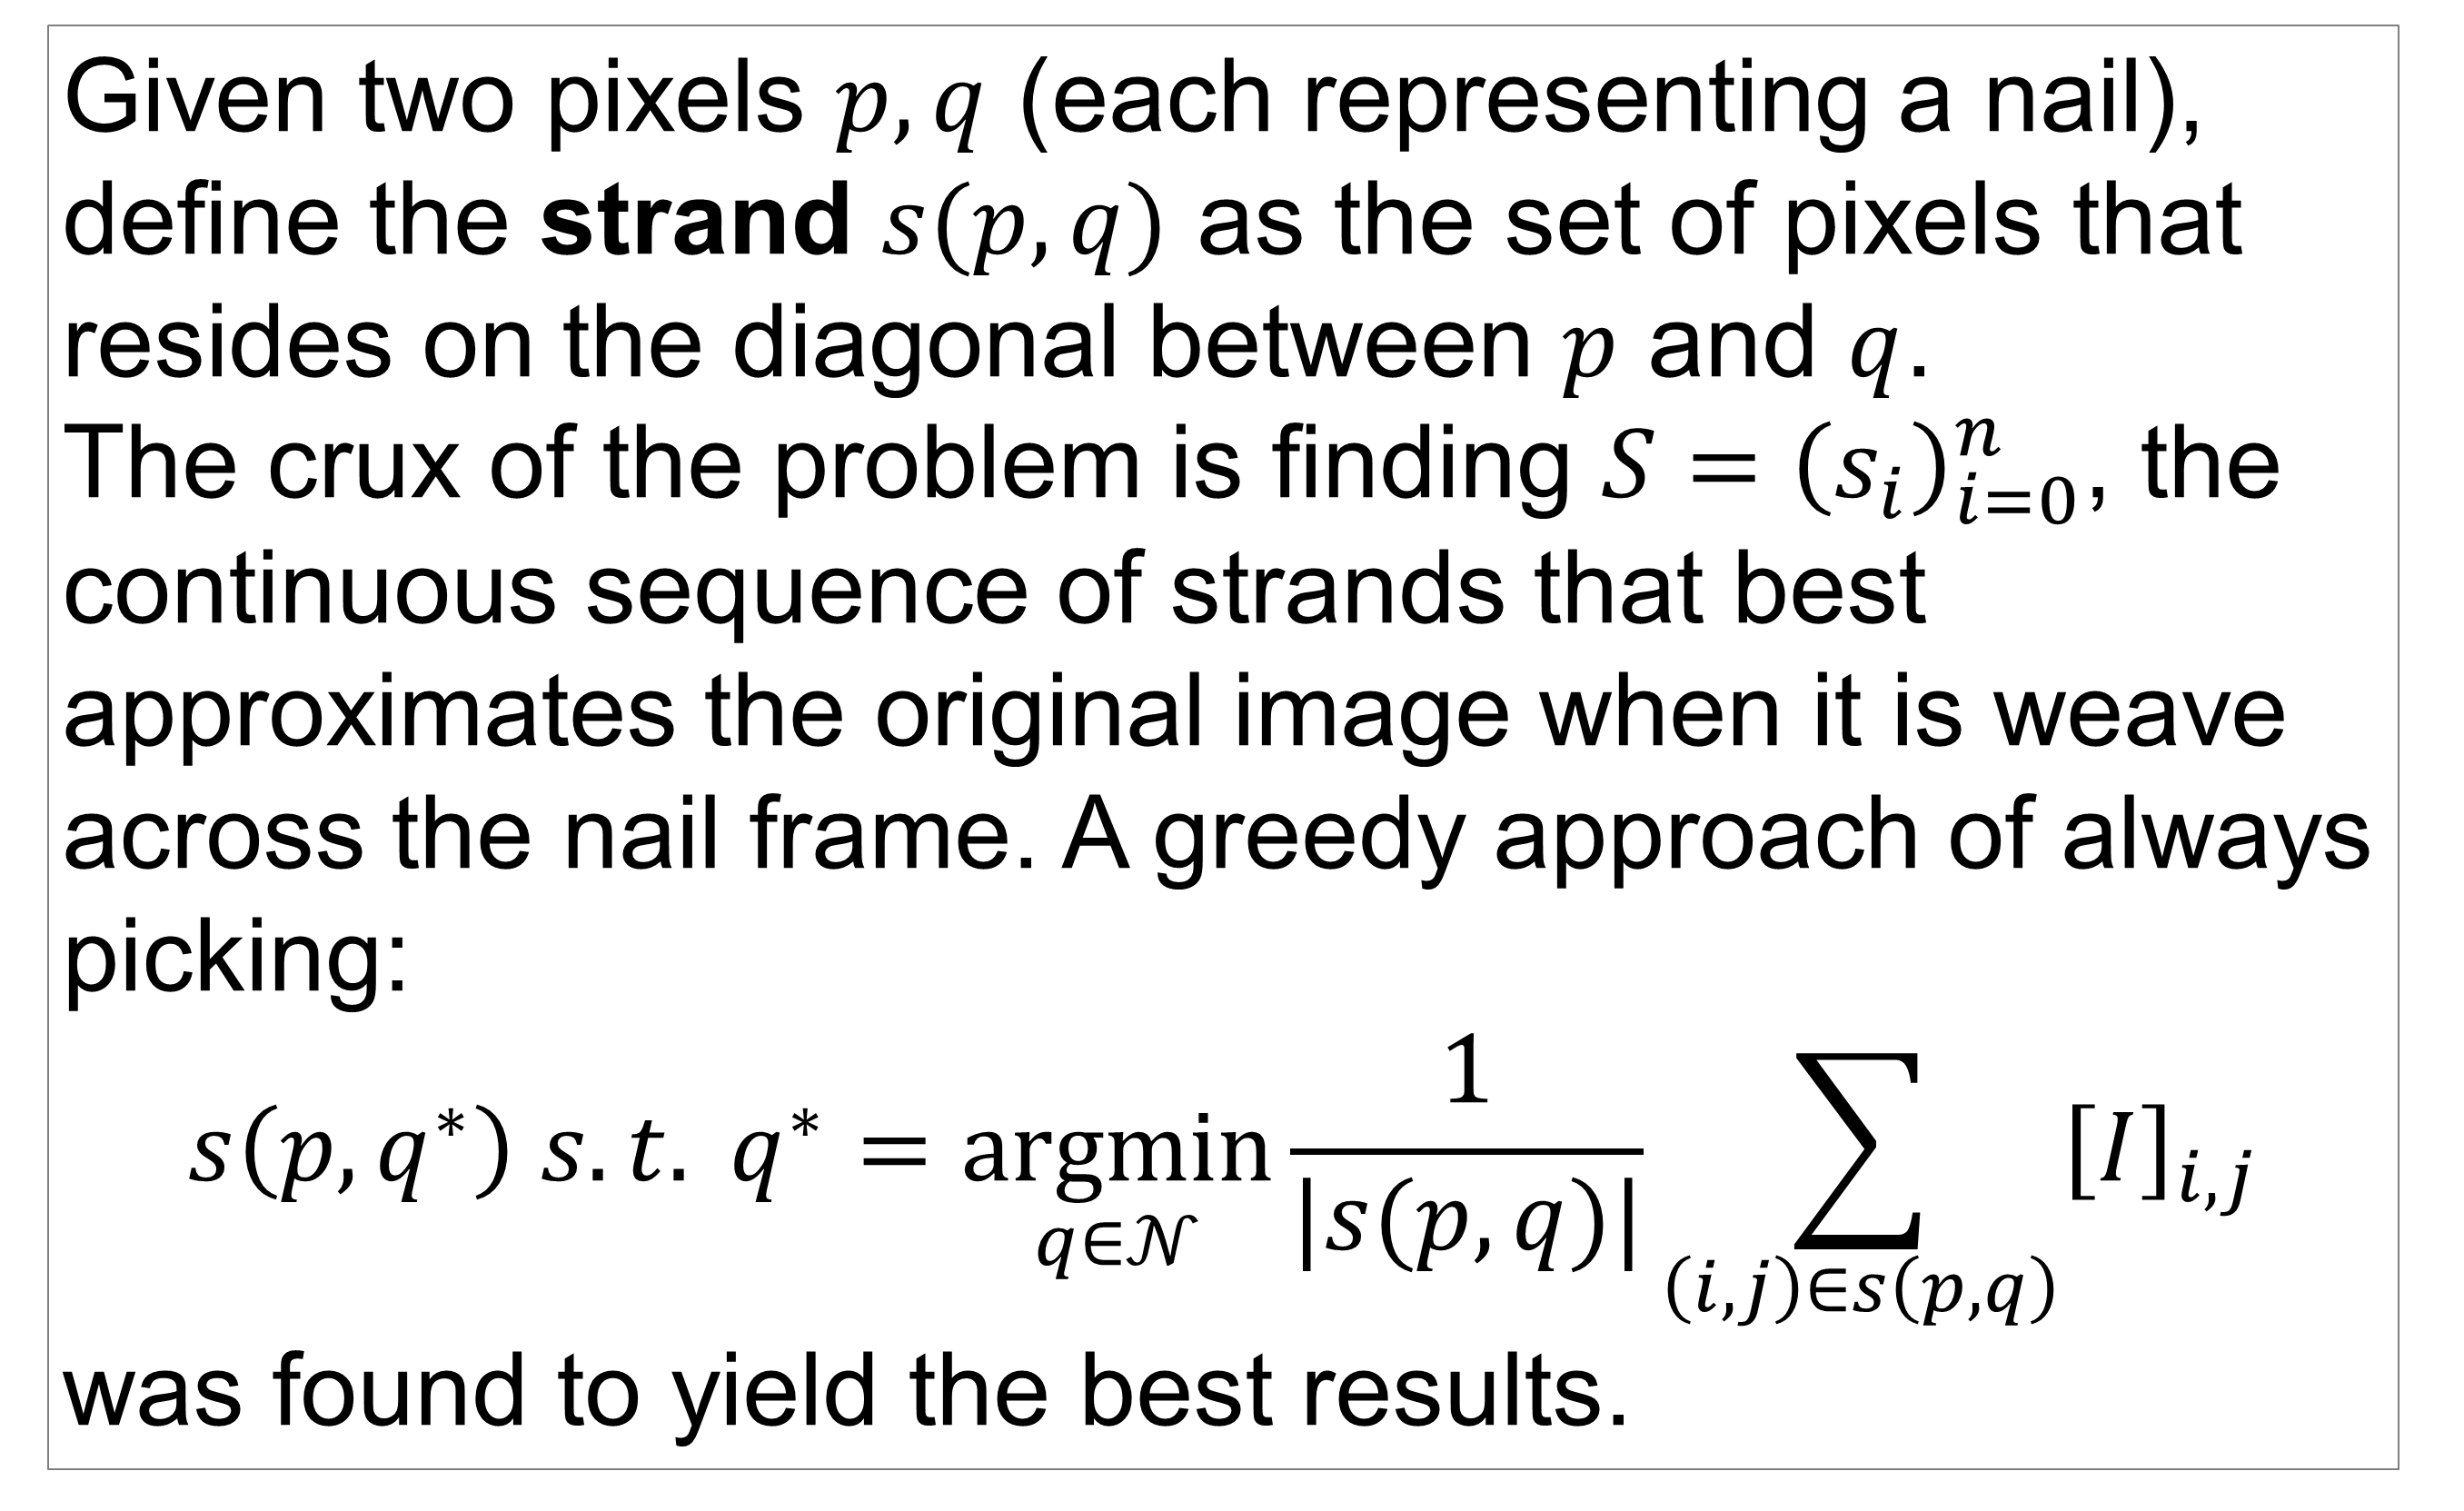 Given two pixels p, q (each representing a nail),
define the strand s(p, q) as the set of pixels that
resides on the diagonal between p and q.
The crux of the problem is finding S = (s_i)_{i=0}^{n}, the
continuous sequence of strands that best
approximates the original image when it is weave
across the nail frame. A greedy approach of always
picking:
s(p, q^*) s.t. q^* = argmin_{q∈𝒩} \frac{1}{|s(p, q)|} ∑_{(i,j)∈s(p,q)} [I]_{i,j}
was found to yield the best results.